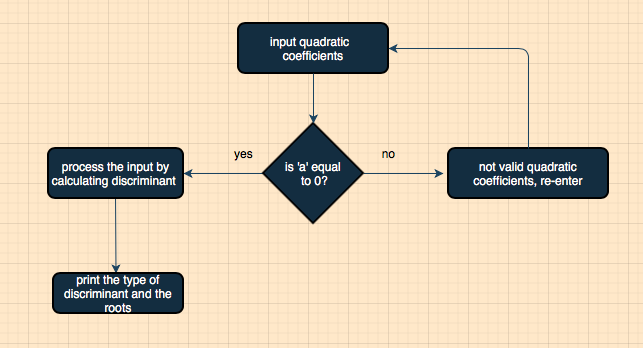 input quadratic
coefficients
yes
is 'a' equal
to 0?
no
process the input by
calculating discriminant
not valid quadratic
coefficients, re-enter
print the type of
discriminant and the
roots